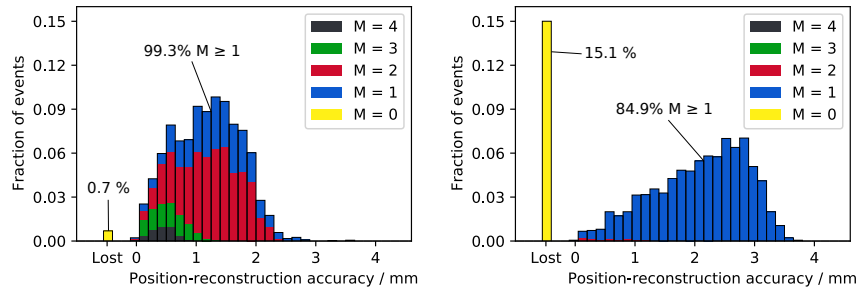 0.15
0.12
0.09
0.06
0.03
0.00
Fraction of events
99.3% M ≥ 1
0.7 %
M = 4
M = 3
M = 2
M = 1
M = 0
Lost 0 1 2 3 4
Position-reconstruction accuracy / mm
0.15
0.12
0.09
0.06
0.03
0.00
Fraction of events
15.1 %
84.9% M ≥ 1
M = 4
M = 3
M = 2
M = 1
M = 0
Lost 0 1 2 3 4
Position-reconstruction accuracy / mm